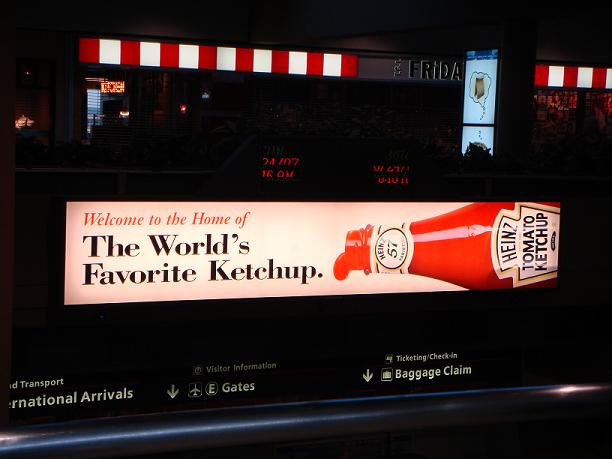 FRiDA
Welcome to the Home of
The World's
Favorite Ketchup.
HEINZ
57
HEINZ
TOMATO
KETCHUP
Visitor Information
Ticketing/Check-in
d Transport
E Gates
Baggage Claim
ernational Arrivals